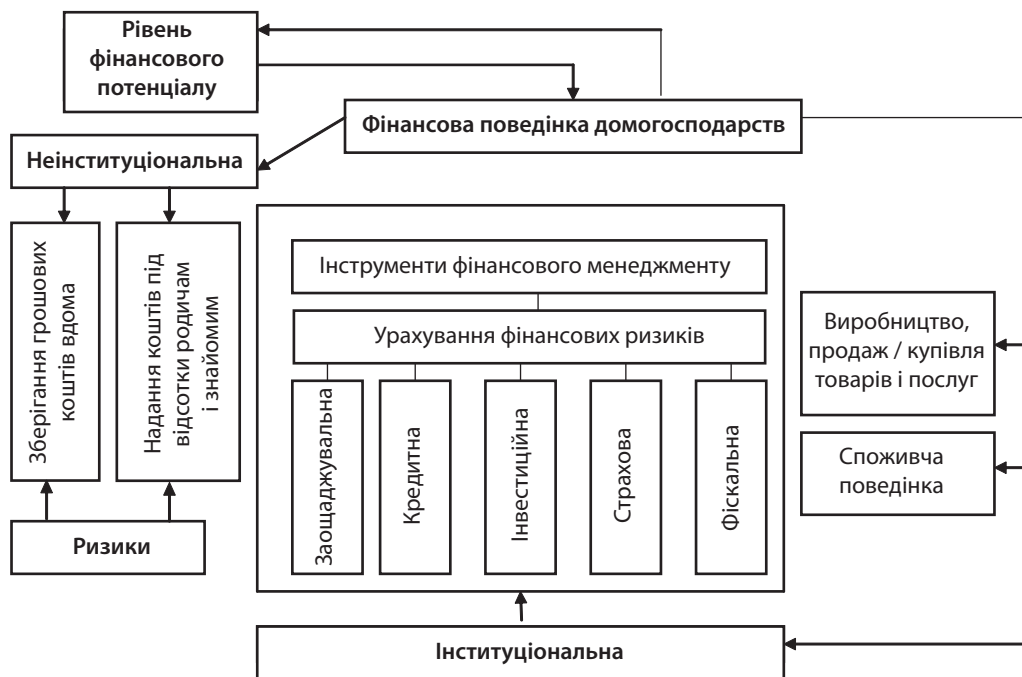 Рівень
фінансового
потенціалу
Фінансова поведінка домогосподарств
Неінституціональна
Зберігання грошових
коштів вдома
Надання коштів під
відсотки родичам
і знайомим
Ризики
Інструменти фінансового менеджменту
Урахування фінансових ризиків
Заощаджувальна
Кредитна
Інвестиційна
Страхова
Фіскальна
Виробництво,
продаж / купівля
товарів і послуг
Споживча
поведінка
Інституціональна